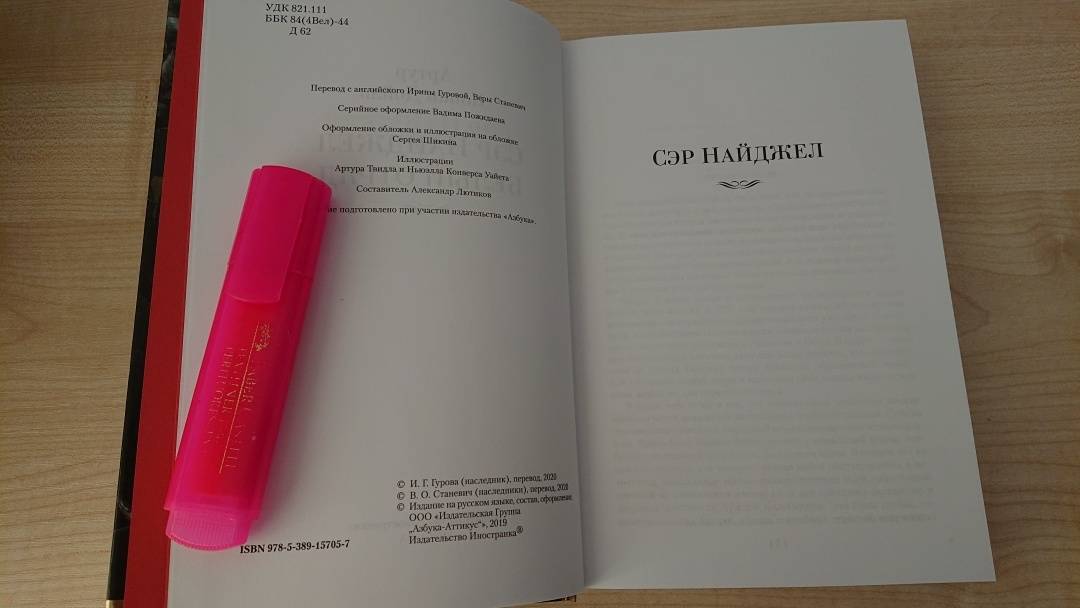 УДК 821.111
ББК 84(4Вел)-44
Д 62
Перевод с английского Ирины Гуровой, Веры Станевич
Серийное оформление Вадима Пожидаева
Оформление обложки и иллюстрация на обложке
Сергея Шикина
Иллюстрации
Артура Твидла и Ньюэлла Конверса Уайета
Составитель Александр Лютиков
подготовлено при участии издательства «Азбука».
© И. Г. Гурова (наследник), перевод, 2020
© В. О. Станевич (наследники), перевод, 2020
© Издание на русском языке, состав, оформление.
ООО «Издательская Группа
„Азбука-Аттикус“», 2019
Издательство Иностранка®
ISBN 978-5-389-15705-7
СЭР НАЙДЖЕЛ